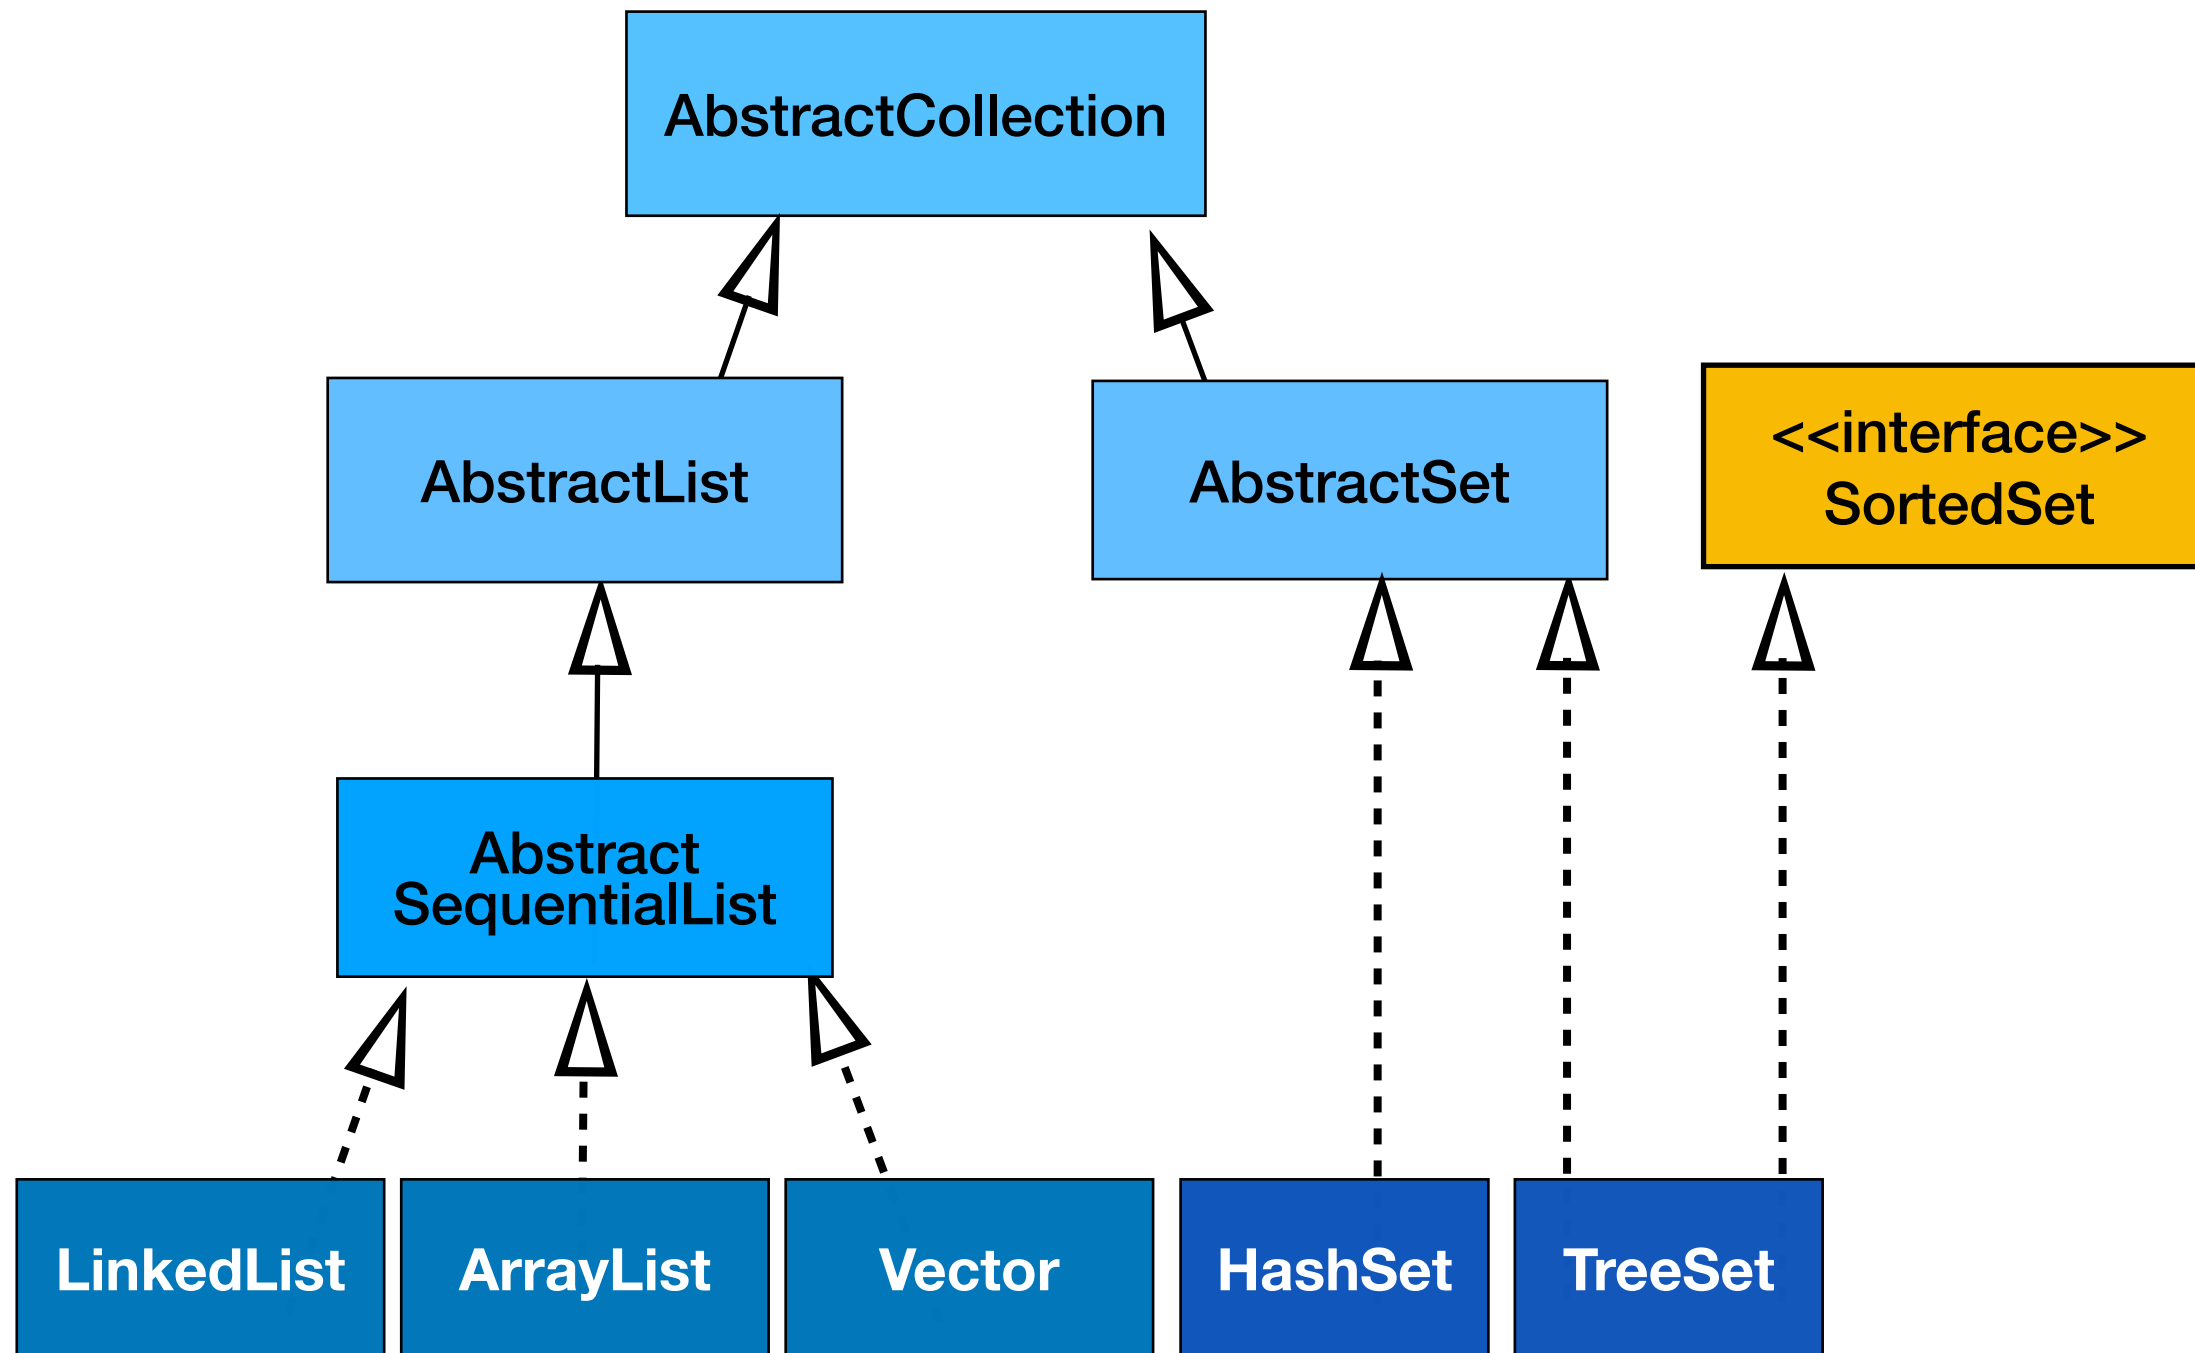 AbstractCollection
AbstractList
AbstractSet
<<interface>>
SortedSet
Abstract
SequentialList
LinkedList
ArrayList
Vector
HashSet
TreeSet